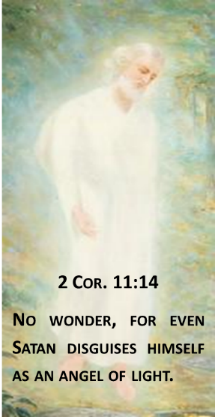 2 Cor. 11:14
No wonder, for even
Satan disguises himself
as an angel of light.